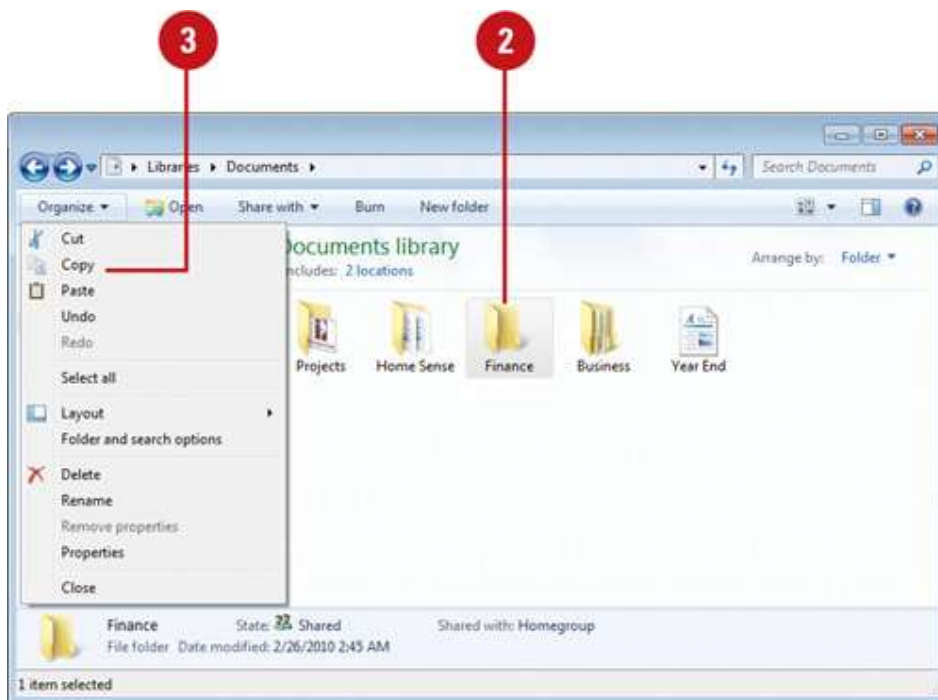 3 2
Libraries Documents
Search Documents
Organize Open Share with Burn New folder
Cut
Copy
Paste
Undo
Redo
Select all
Layout
Folder and search options
Delete
Rename
Remove properties
Properties
Close
Documents library
Includes: 2 locations
Arrange by: Folder
Projects Home Sense Finance Business Year End
Finance State: Shared Shared with: Homegroup
File folder Date modified: 2/26/2010 2:45 AM
1 item selected